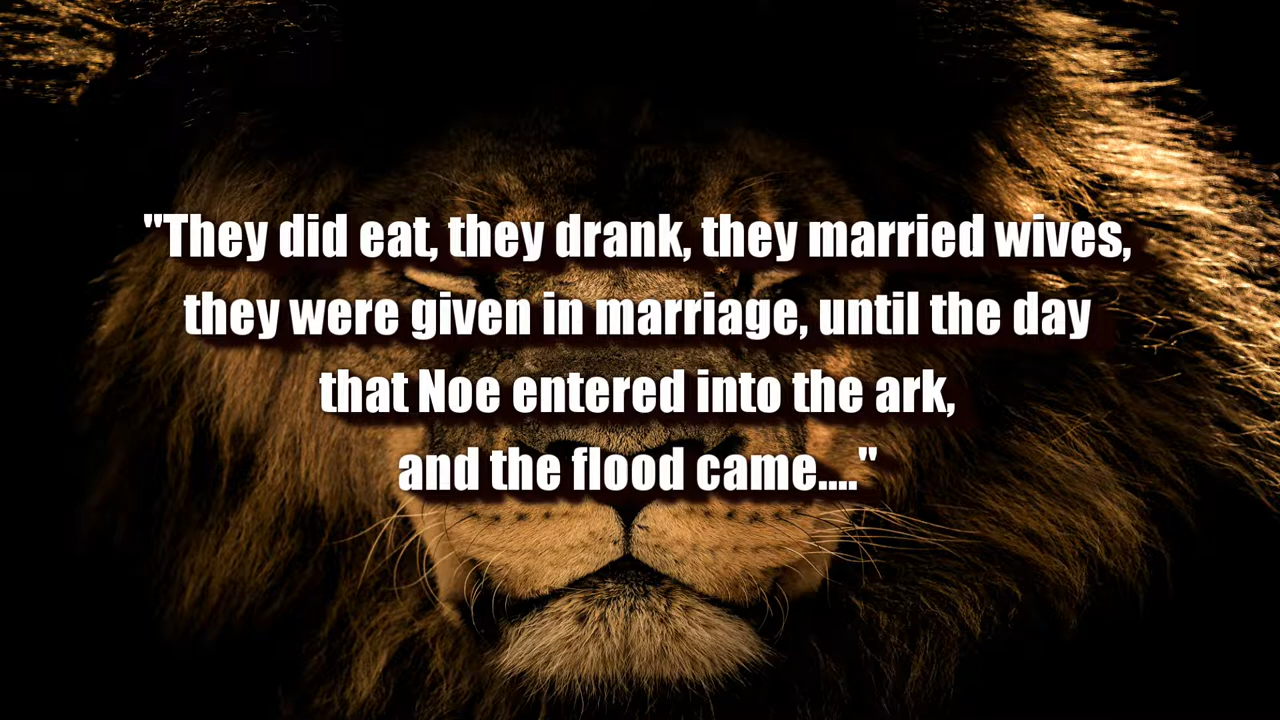 "They did eat, they drank, they married wives,
they were given in marriage, until the day
that Noe entered into the ark,
and the flood came...."